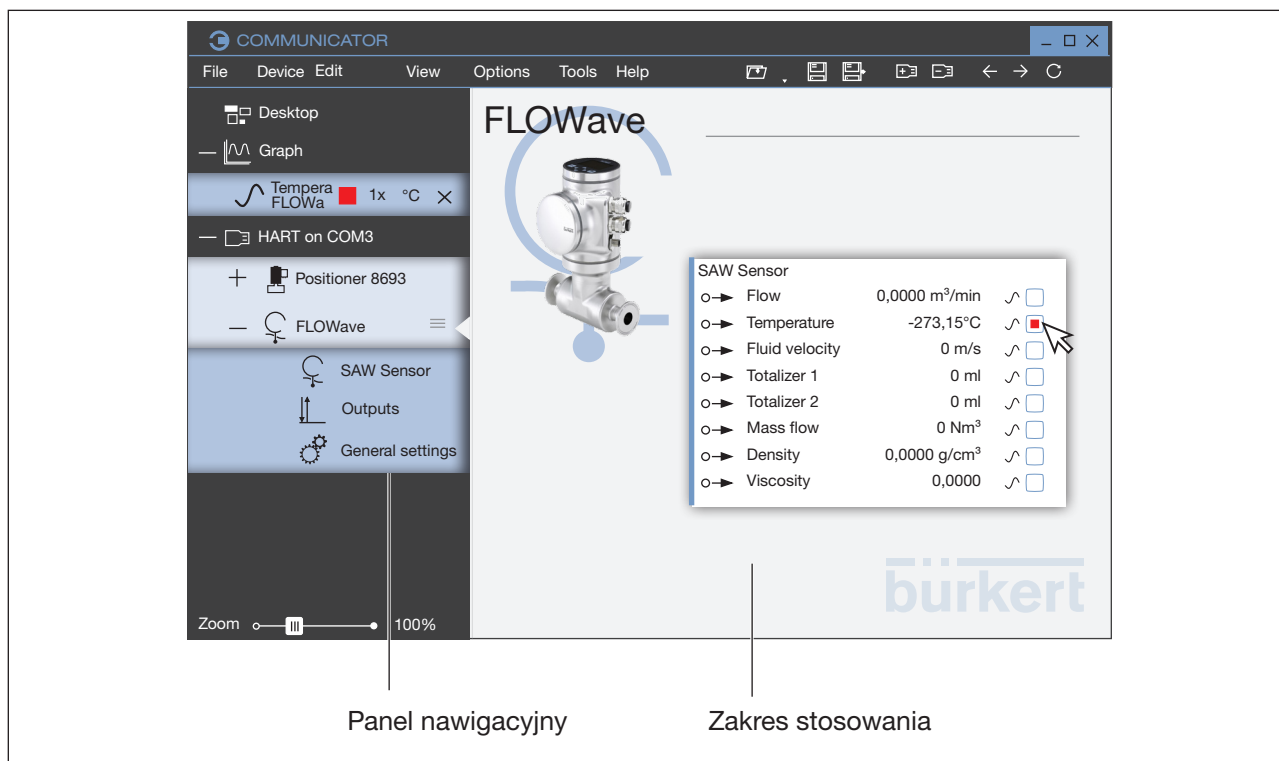 COMMUNICATOR
File Device Edit View Options Tools Help
Desktop
Graph
Tempera
FLOWa 1x °C
HART on COM3
Positioner 8693
FLOWave
SAW Sensor
Outputs
General settings
Zoom 100%
FLOWave
SAW Sensor
Flow 0,0000 m³/min
Temperature -273,15°C
Fluid velocity 0 m/s
Totalizer 1 0 ml
Totalizer 2 0 ml
Mass flow 0 Nm³
Density 0,0000 g/cm³
Viscosity 0,0000
bürkert
Panel nawigacyjny
Zakres stosowania